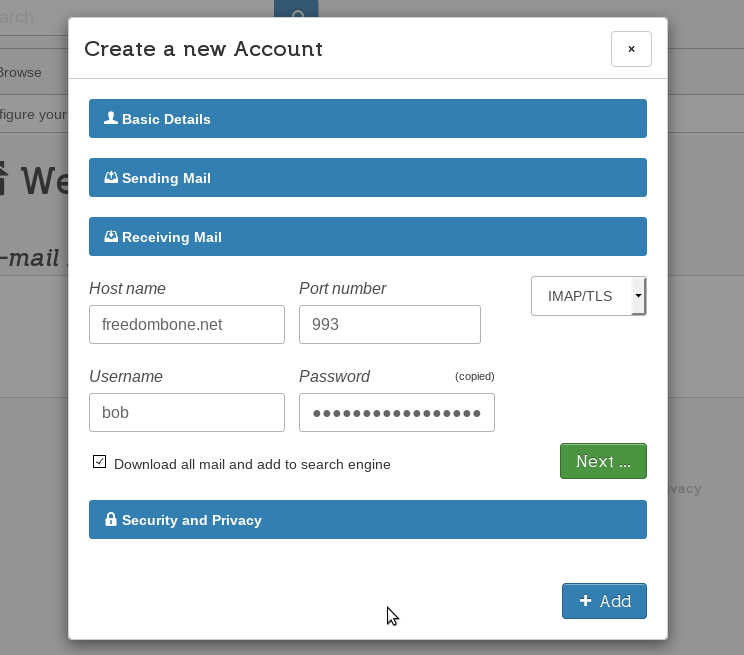 arch
Create a new Account
×
Browse
Basic Details
figure your
Sending Mail
We
Receiving Mail
-mail
Host name
Port number
IMAP/TLS
freedombone.net
993
Username
Password
(copied)
bob
●●●●●●●●●●●●●●●●●
Download all mail and add to search engine
Next ...
vacy
Security and Privacy
+ Add